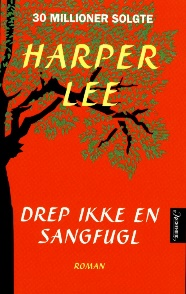 30 MILLIONER SOLGTE
HARPER
LEE
DREP IKKE EN
SANGFUGL
ROMAN